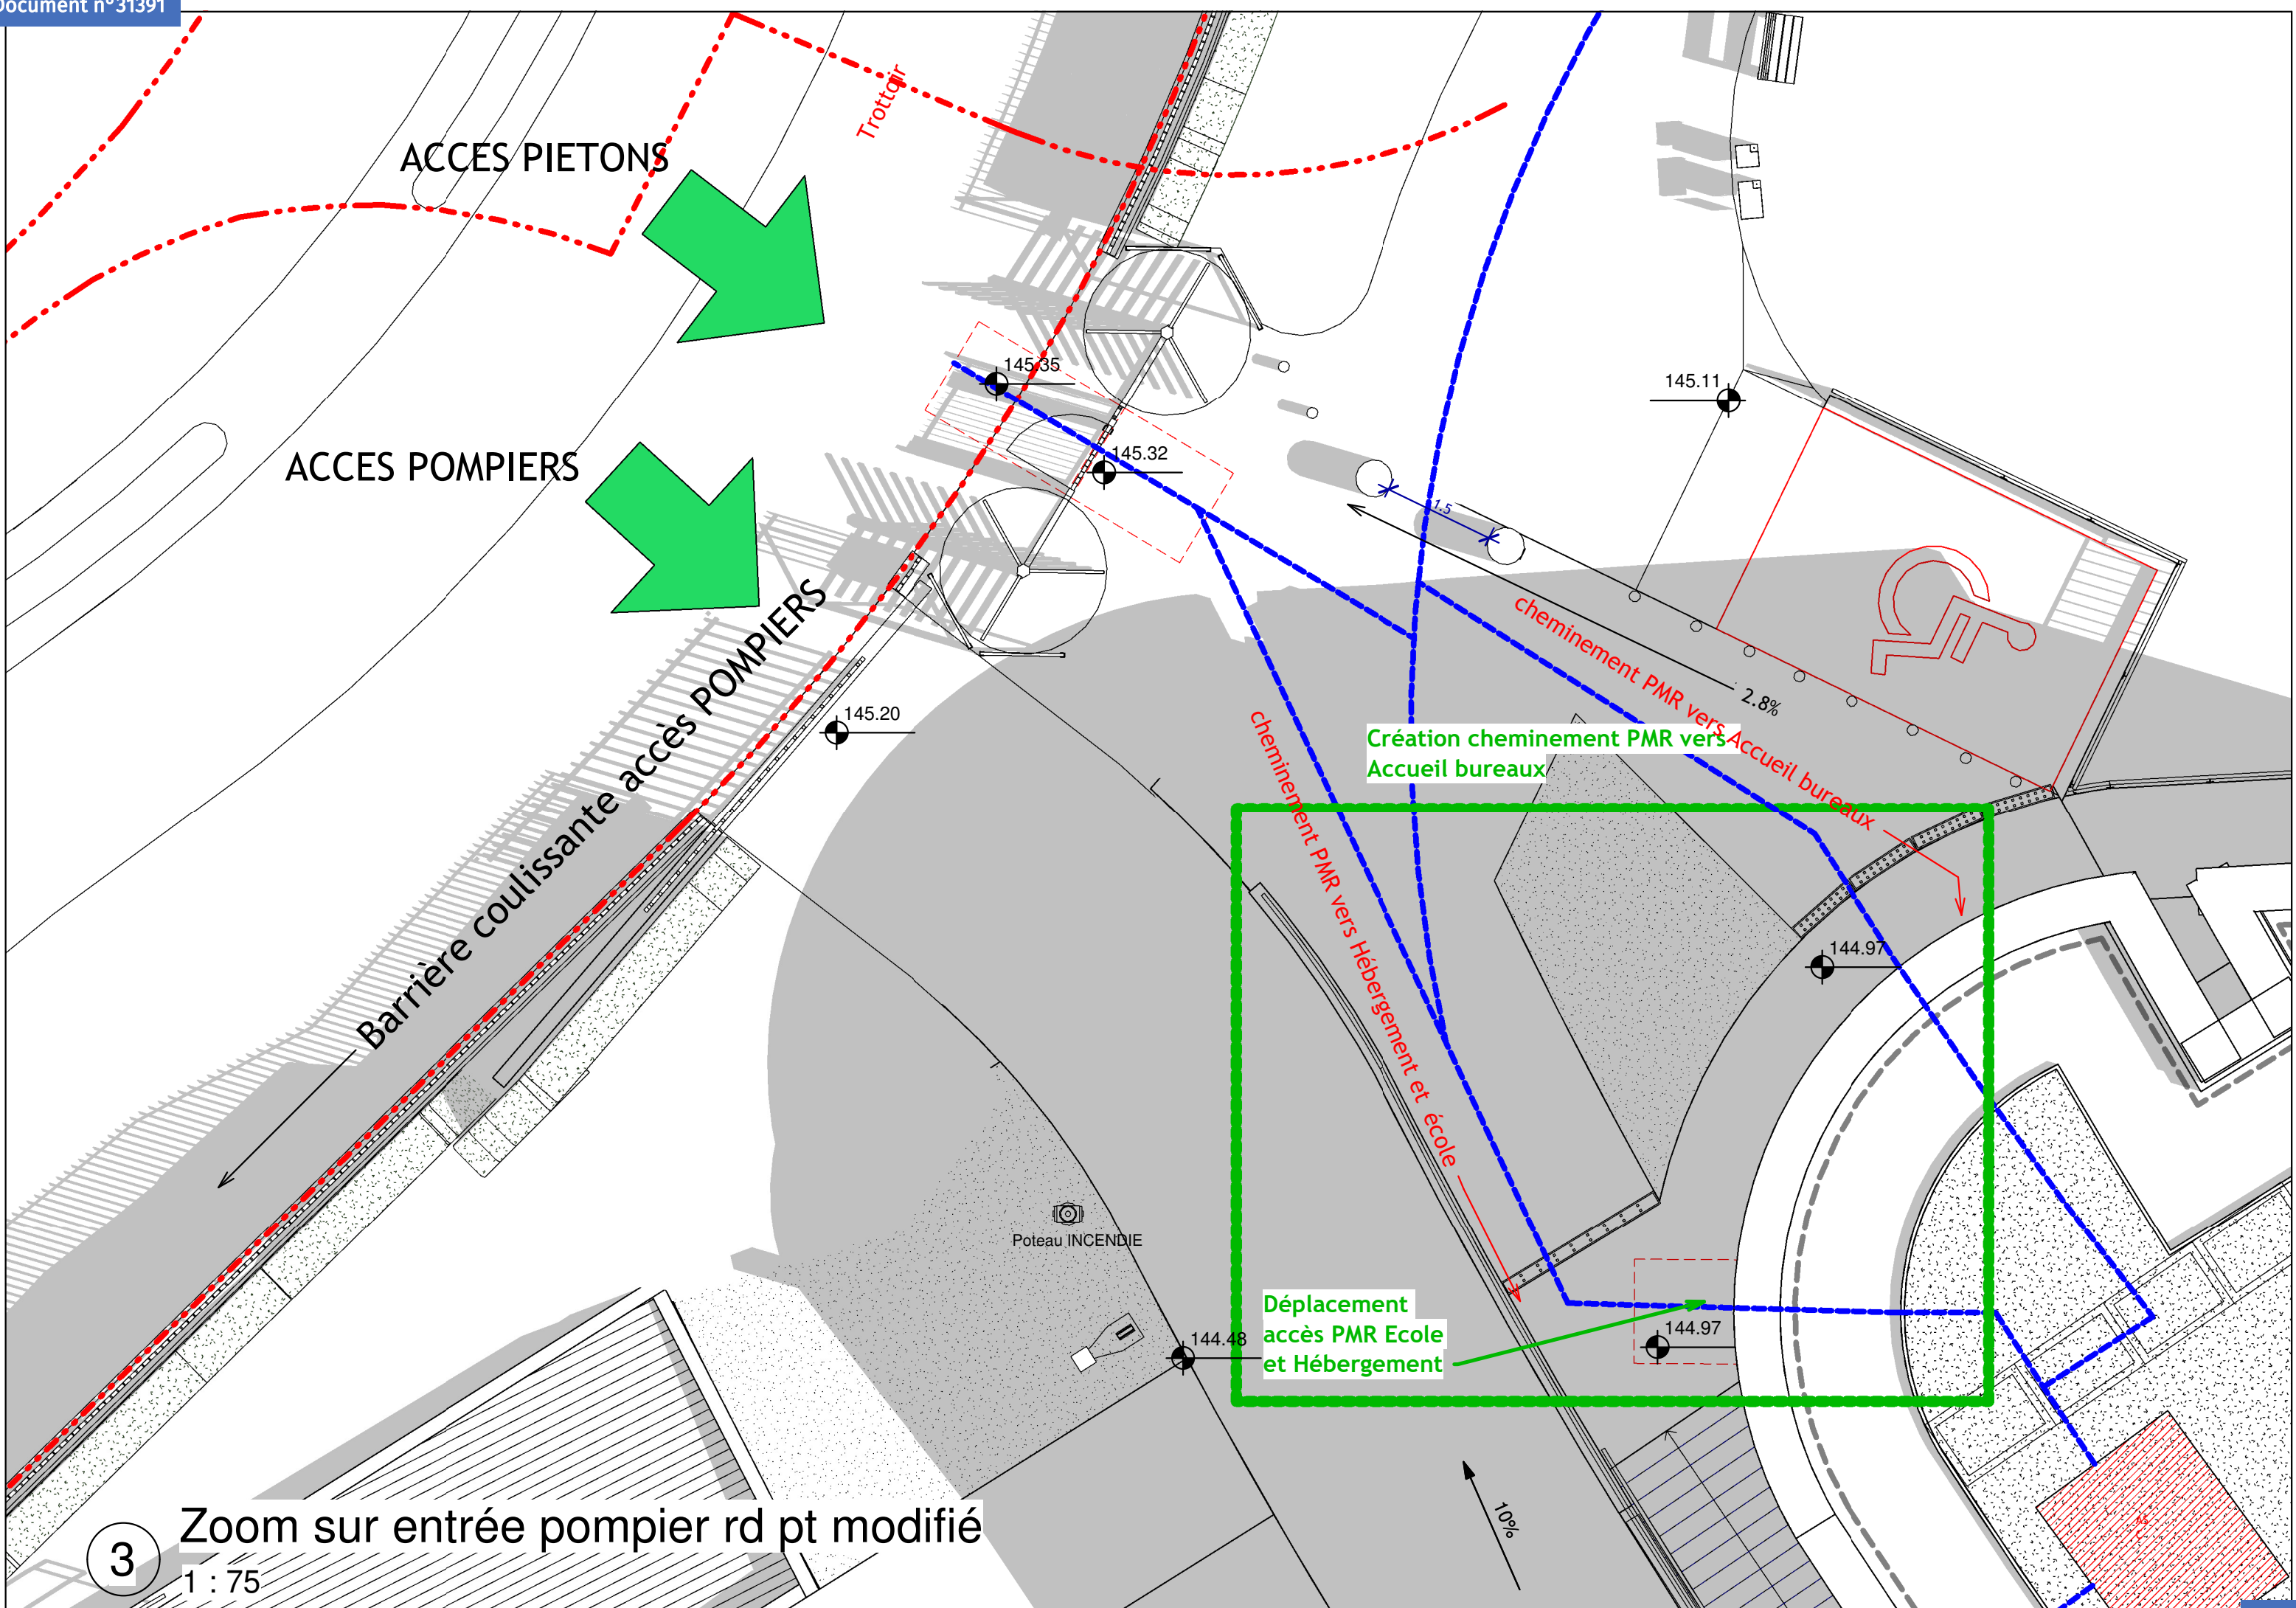 Document n°31391
Trottoir
ACCES PIETONS
145.35
145.11
ACCES POMPIERS
145.32
1.5
cheminement PMR vers Accueil bureaux
2.8%
Barrière coulissante accès POMPIERS
145.20
Création cheminement PMR vers
Accueil bureaux
cheminement PMR vers Hébergement et école
144.97
Poteau INCENDIE
Déplacement
accès PMR Ecole
et Hébergement
144.48
144.97
10%
3
Zoom sur entrée pompier rd pt modifié
1 : 75